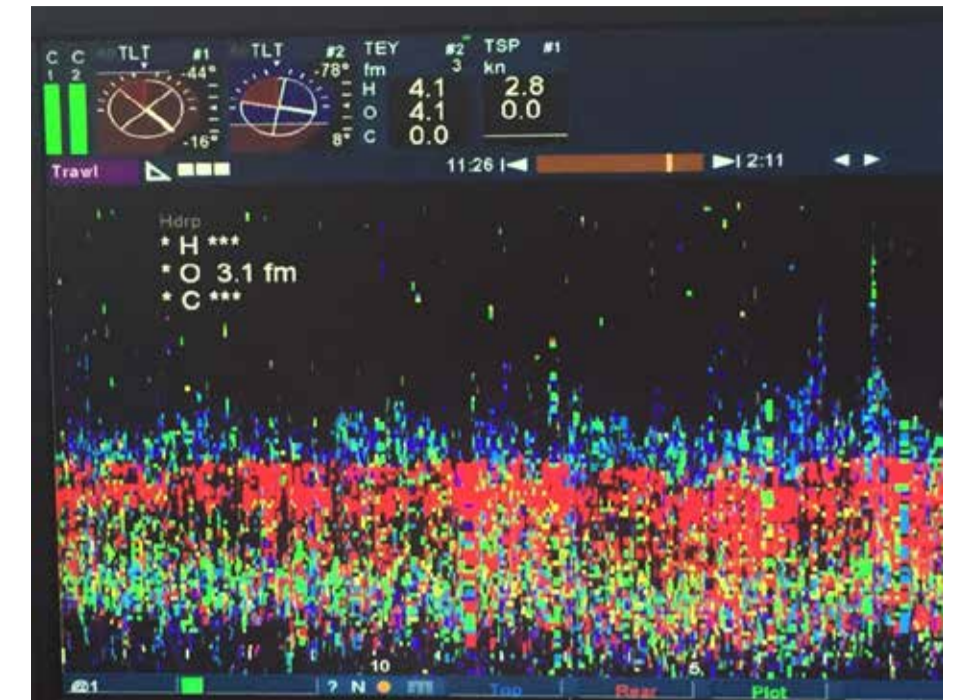 C C TLT #1 TLT #2 TEY #2 TSP #1
1 2 -44° -78° fm 3 kn
H 4.1 2.8
O 4.1 0.0
-16° 8° C 0.0
11:26 2:11
Trawl
Hdrp
* H ***
* O 3.1 fm
* C ***
10 5
@1 ? N Top Rear Plot